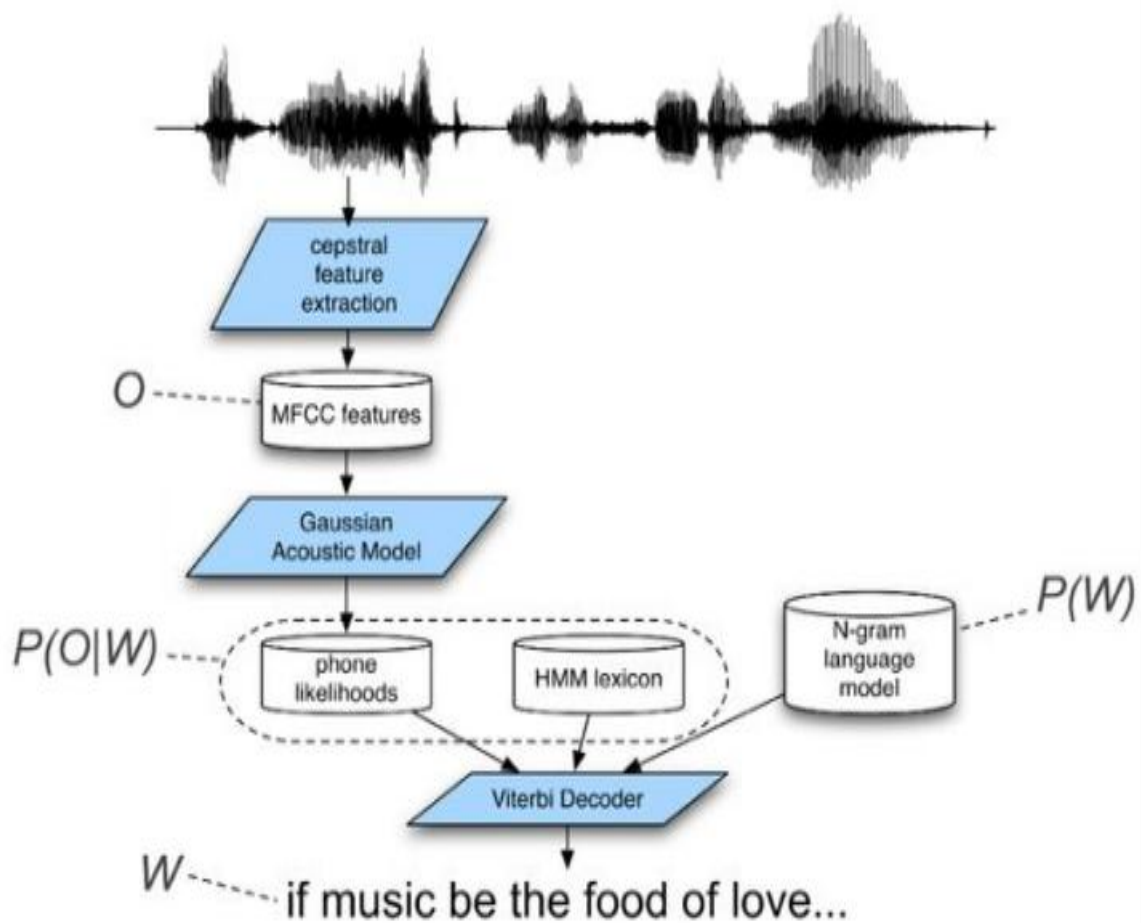 cepstral
feature
extraction
O
MFCC features
Gaussian
Acoustic Model
P(W)
P(O|W)
phone
likelihoods
HMM lexicon
N-gram
language
model
Viterbi Decoder
W
if music be the food of love...